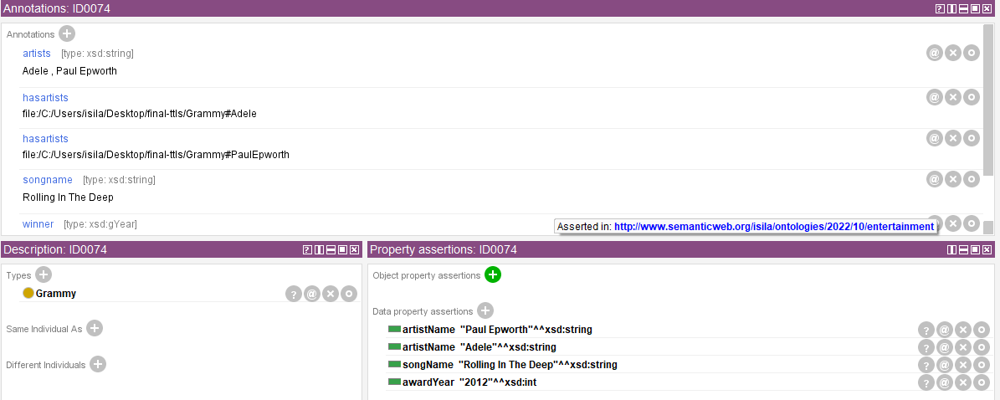 Annotations: ID0074
Annotations
artists [type: xsd:string]
Adele , Paul Epworth
hasartists
file:/C:/Users/isila/Desktop/final-ttls/Grammy#Adele
hasartists
file:/C:/Users/isila/Desktop/final-ttls/Grammy#PaulEpworth
songname [type: xsd:string]
Rolling In The Deep
winner [type: xsd:gYear]
Asserted in: http://www.semanticweb.org/isila/ontologies/2022/10/entertainment
Description: ID0074
Types
Grammy
Same Individual As
Different Individuals
Property assertions: ID0074
Object property assertions
Data property assertions
artistName "Paul Epworth"^^xsd:string
artistName "Adele"^^xsd:string
songName "Rolling In The Deep"^^xsd:string
awardYear "2012"^^xsd:int